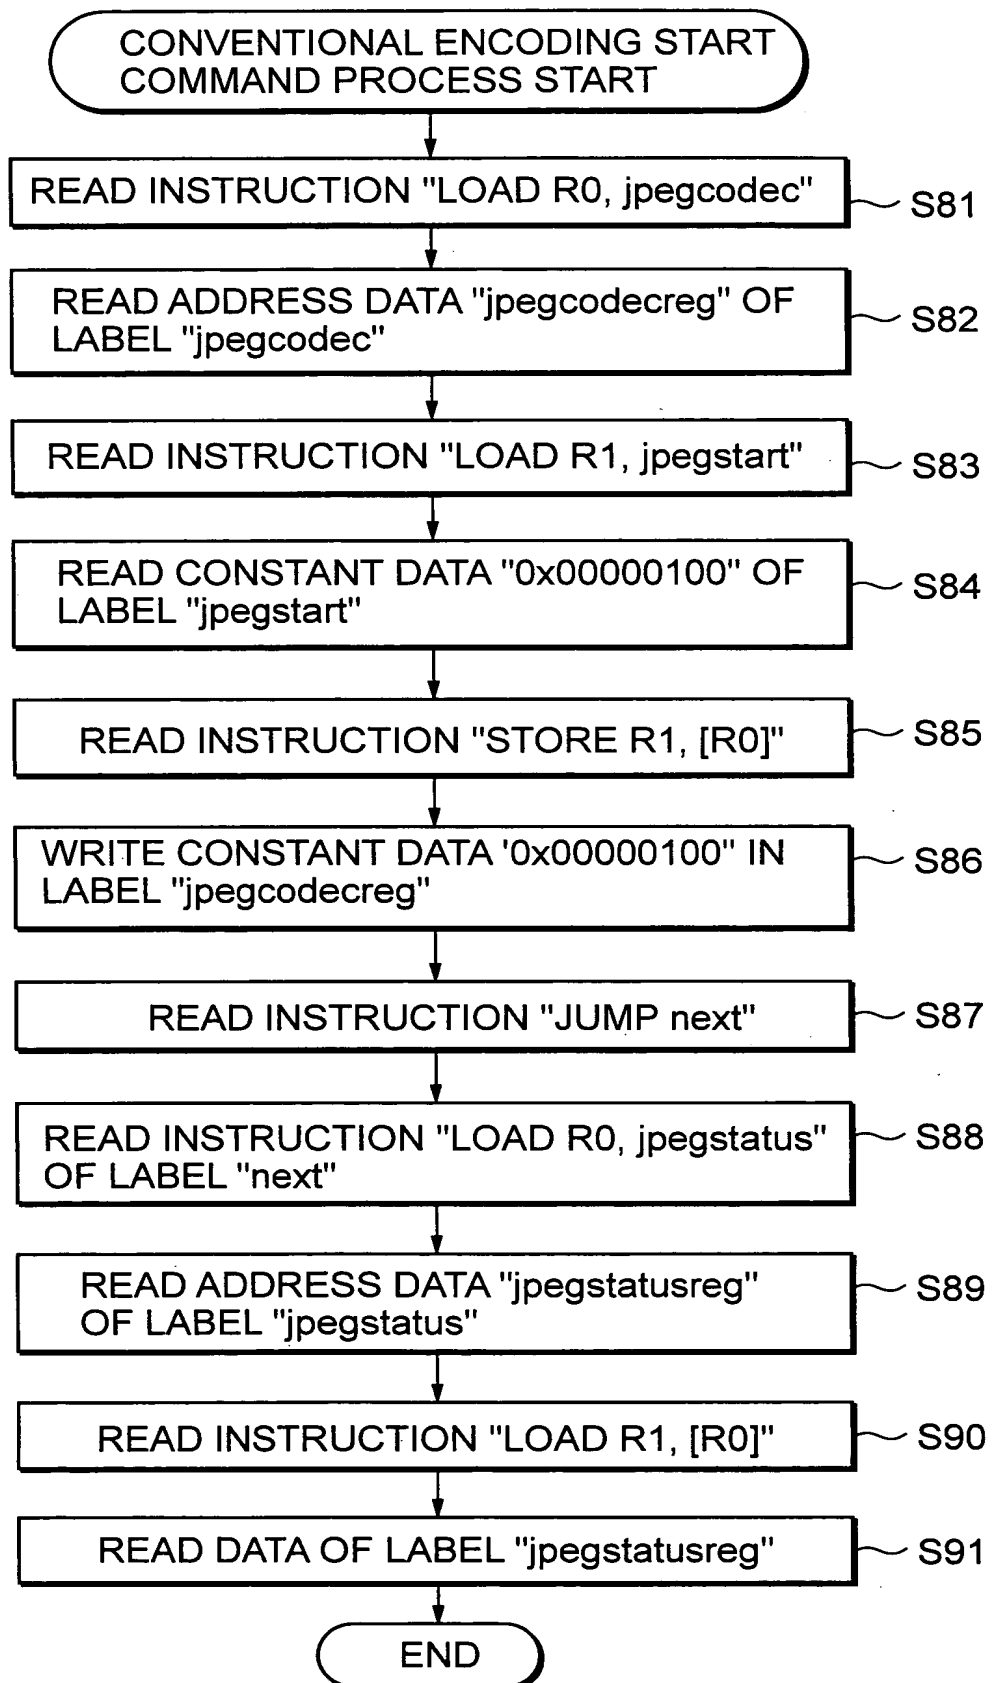 CONVENTIONAL ENCODING START
COMMAND PROCESS START
READ INSTRUCTION "LOAD R0, jpegcodec"
S81
READ ADDRESS DATA "jpegcodecreg" OF
LABEL "jpegcodec"
S82
READ INSTRUCTION "LOAD R1, jpegstart"
S83
READ CONSTANT DATA "0x00000100" OF
LABEL "jpegstart"
S84
READ INSTRUCTION "STORE R1, [R0]"
S85
WRITE CONSTANT DATA '0x00000100" IN
LABEL "jpegcodecreg"
S86
READ INSTRUCTION "JUMP next"
S87
READ INSTRUCTION "LOAD R0, jpegstatus"
OF LABEL "next"
S88
READ ADDRESS DATA "jpegstatusreg"
OF LABEL "jpegstatus"
S89
READ INSTRUCTION "LOAD R1, [R0]"
S90
READ DATA OF LABEL "jpegstatusreg"
S91
END